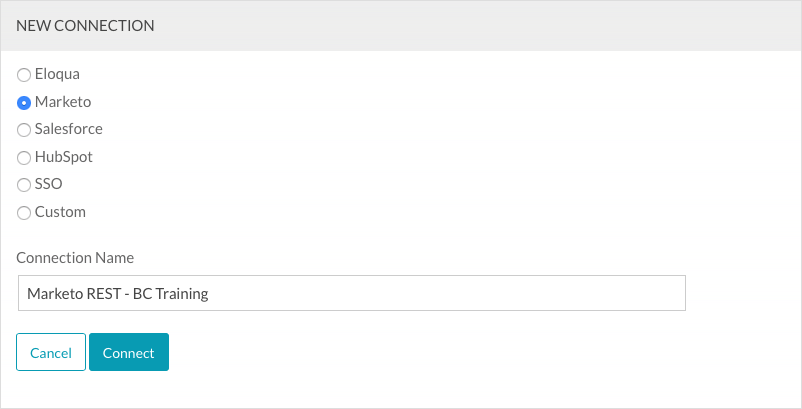 NEW CONNECTION
Eloqua
Marketo
Salesforce
HubSpot
SSO
Custom
Connection Name
Marketo REST - BC Training
Cancel Connect